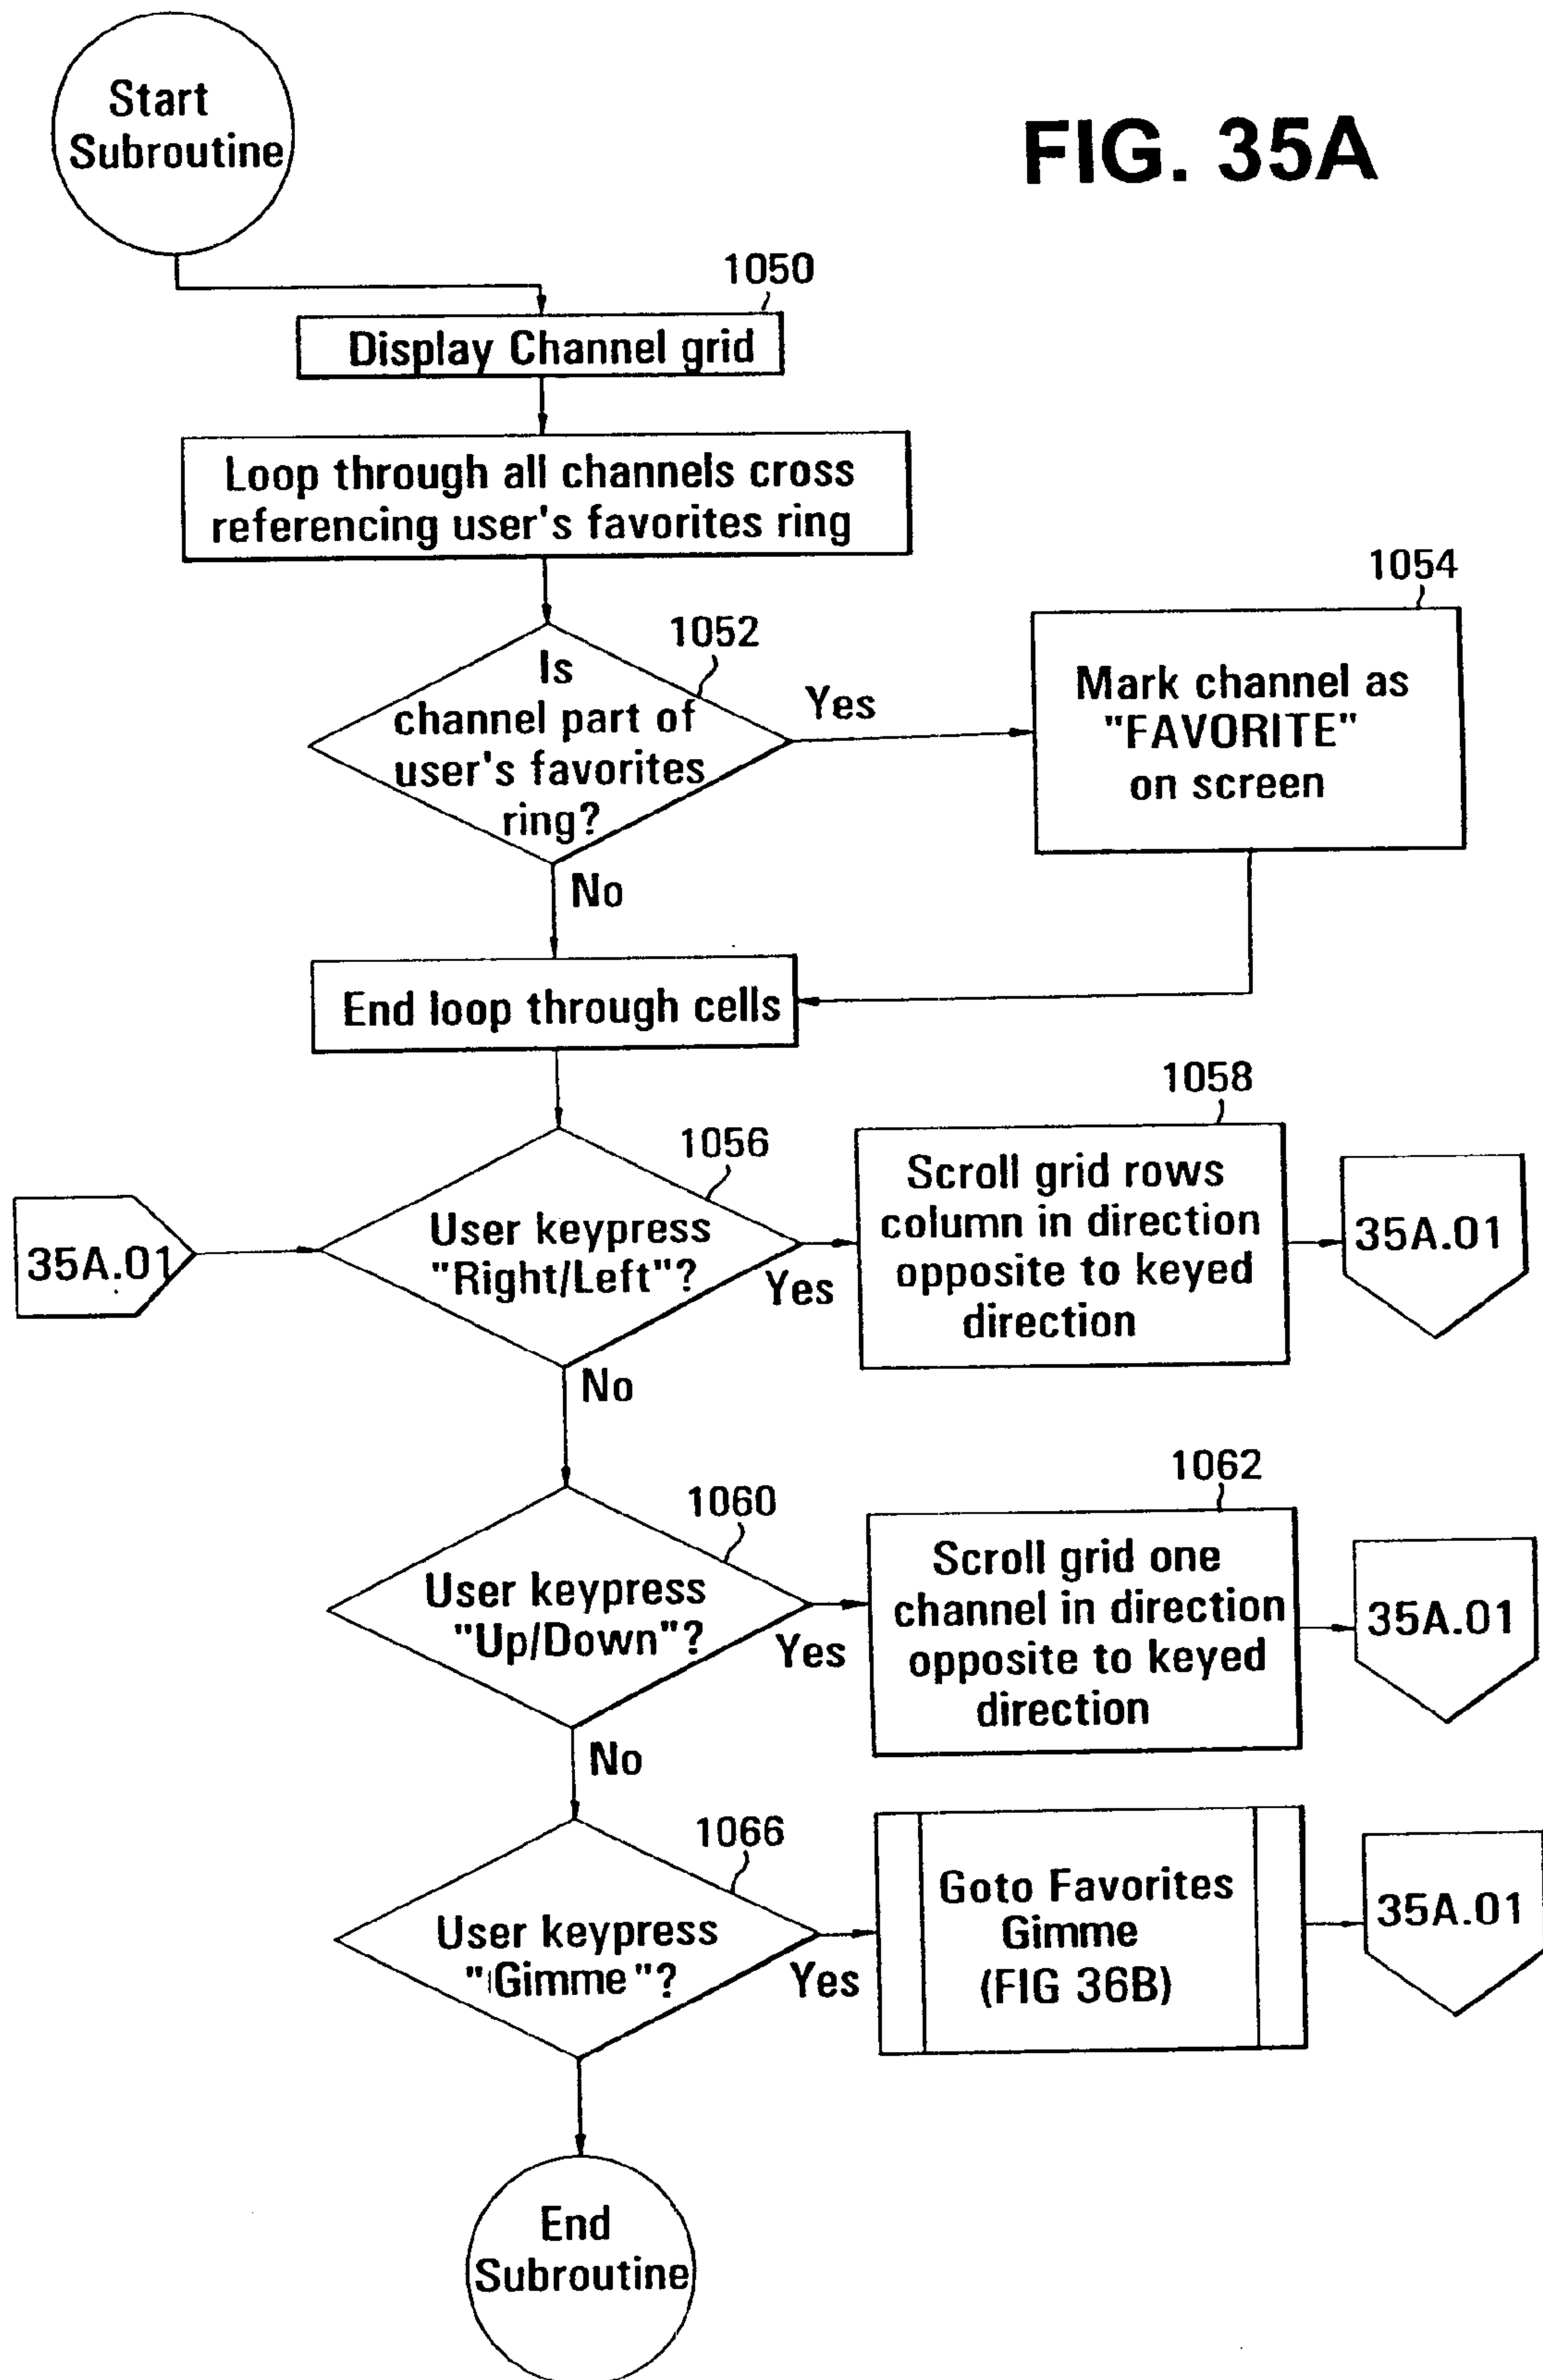 Start
Subroutine
FIG. 35A
1050
Display Channel grid
Loop through all channels cross
referencing user's favorites ring
1052
Is
channel part of
user's favorites
ring?
Yes
No
1054
Mark channel as
"FAVORITE"
on screen
End loop through cells
35A.01
1056
User keypress
"Right/Left"?
Yes
No
1058
Scroll grid rows
column in direction
opposite to keyed
direction
35A.01
1060
User keypress
"Up/Down"?
Yes
No
1062
Scroll grid one
channel in direction
opposite to keyed
direction
35A.01
1066
User keypress
"Gimme"?
Yes
Goto Favorites
Gimme
(FIG 36B)
35A.01
End
Subroutine